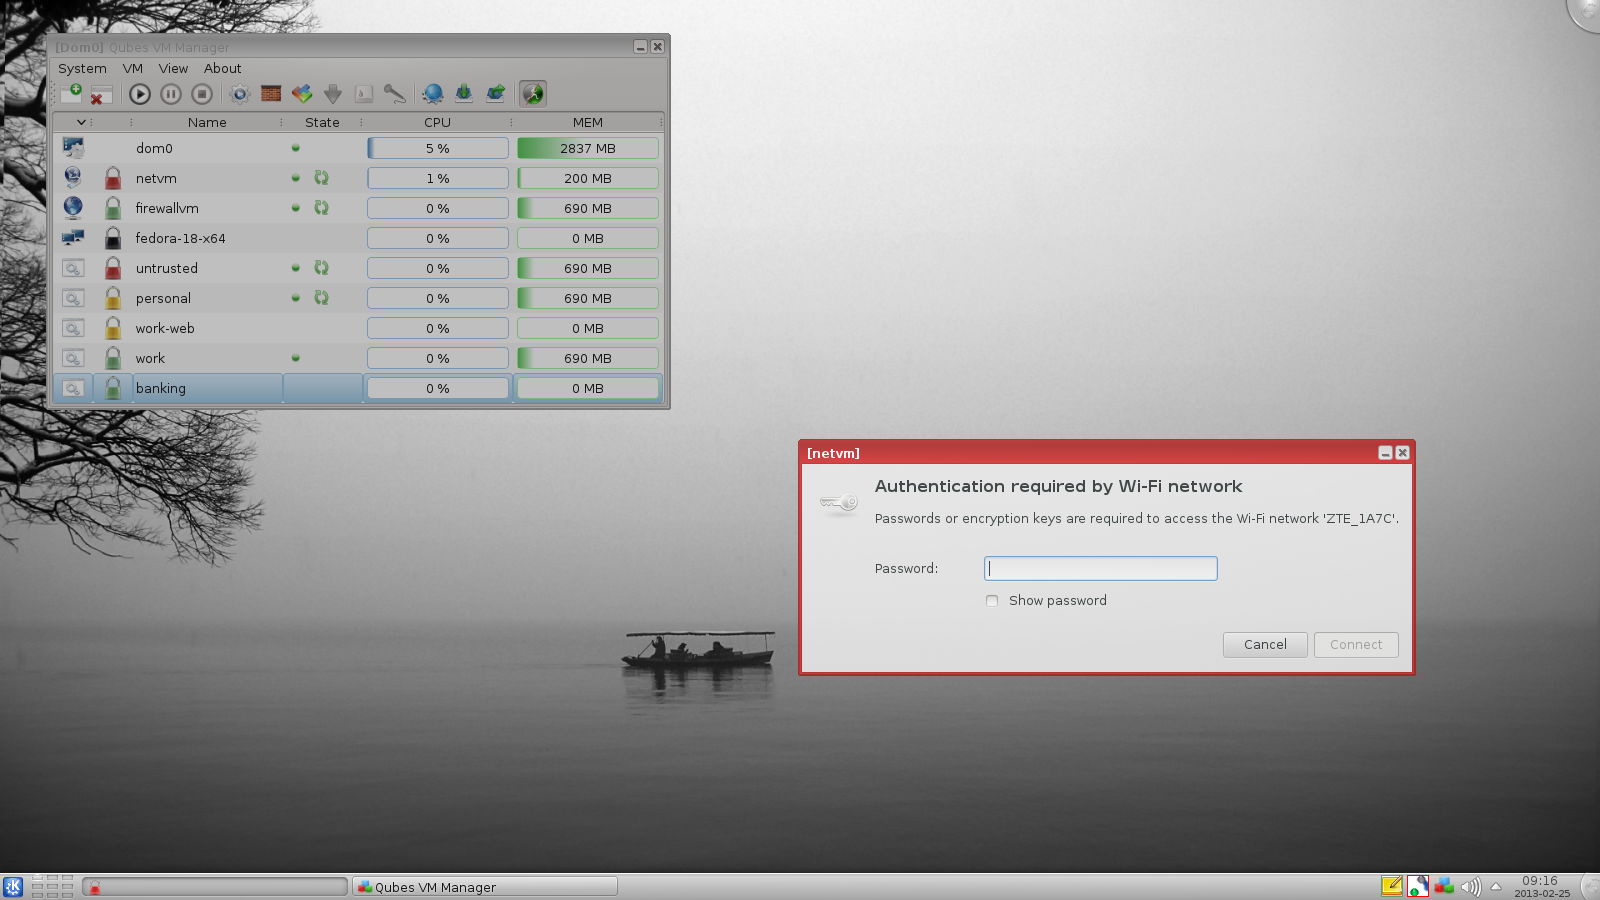 [Dom0] Qubes VM Manager
System VM View About
Name State CPU MEM
dom0 5 % 2837 MB
netvm 1 % 200 MB
firewallvm 0 % 690 MB
fedora-18-x64 0 % 0 MB
untrusted 0 % 690 MB
personal 0 % 690 MB
work-web 0 % 0 MB
work 0 % 690 MB
banking 0 % 0 MB
[netvm]
Authentication required by Wi-Fi network
Passwords or encryption keys are required to access the Wi-Fi network 'ZTE_1A7C'.
Password:
Show password
Cancel Connect
Qubes VM Manager
09:16
2013-02-25